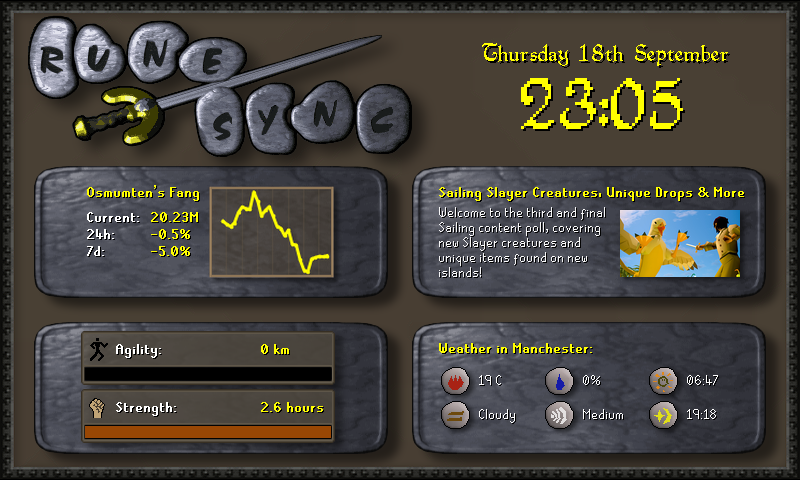 RUNE
SYNC
Thursday 18th September
23:05
Osmumten's Fang
Current: 20.23M
24h: -0.5%
7d: -5.0%
Sailing Slayer Creatures, Unique Drops & More
Welcome to the third and final
Sailing content poll, covering
new Slayer creatures and
unique items found on new
islands!
Agility: 0 km
Strength: 2.6 hours
Weather in Manchester:
19 C 0% 06:47
Cloudy Medium 19:18